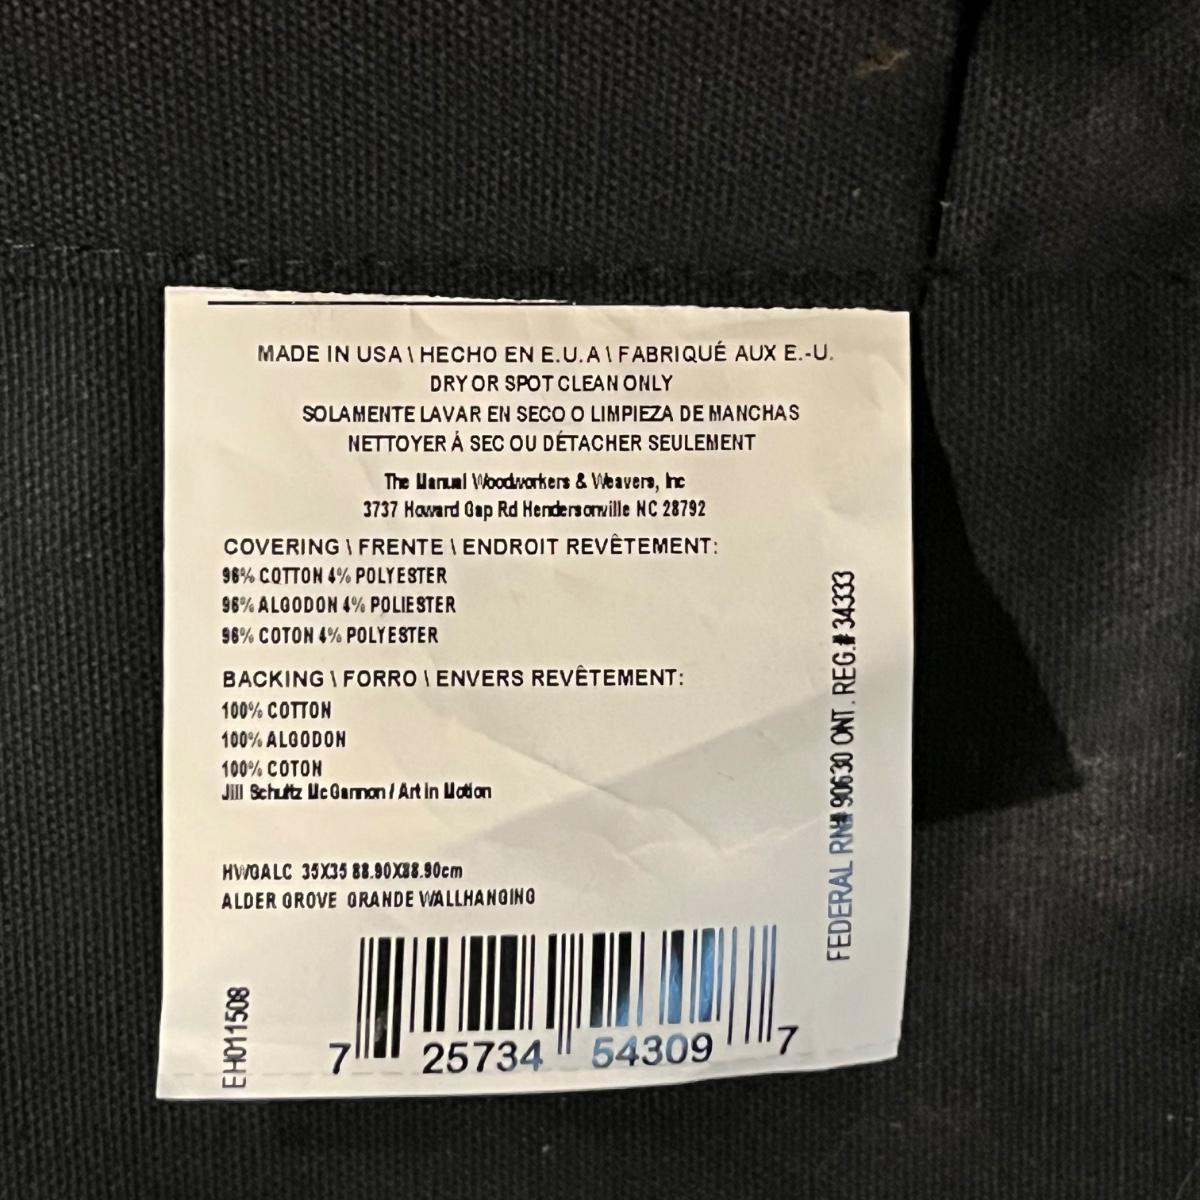 MADE IN USA \ HECHO EN E.U.A \ FABRIQUÉ AUX E.-U.
DRY OR SPOT CLEAN ONLY
SOLAMENTE LAVAR EN SECO O LIMPIEZA DE MANCHAS
NETTOYER À SEC OU DÉTACHER SEULEMENT
The Manual Woodworkers & Weavers, Inc
3737 Howard Gap Rd Hendersonville NC 28792
COVERING \ FRENTE \ ENDROIT REVÊTEMENT:
96% COTTON 4% POLYESTER
96% ALGODON 4% POLIESTER
96% COTON 4% POLYESTER
BACKING \ FORRO \ ENVERS REVÊTEMENT:
100% COTTON
100% ALGODON
100% COTON
Jill Schultz McGannon / Art in Motion
HWGALC 35X35 88.90X88.90cm
ALDER GROVE GRANDE WALLHANGING
FEDERAL RN# 90630 ONT. REG.# 34333
EH011508
7 25734 54309 7